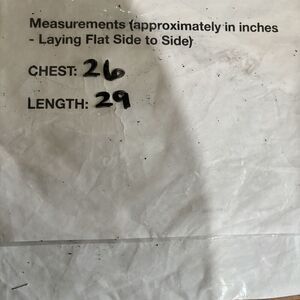 Measurements (approximately in inches
- Laying Flat Side to Side)
CHEST: 26
LENGTH: 29